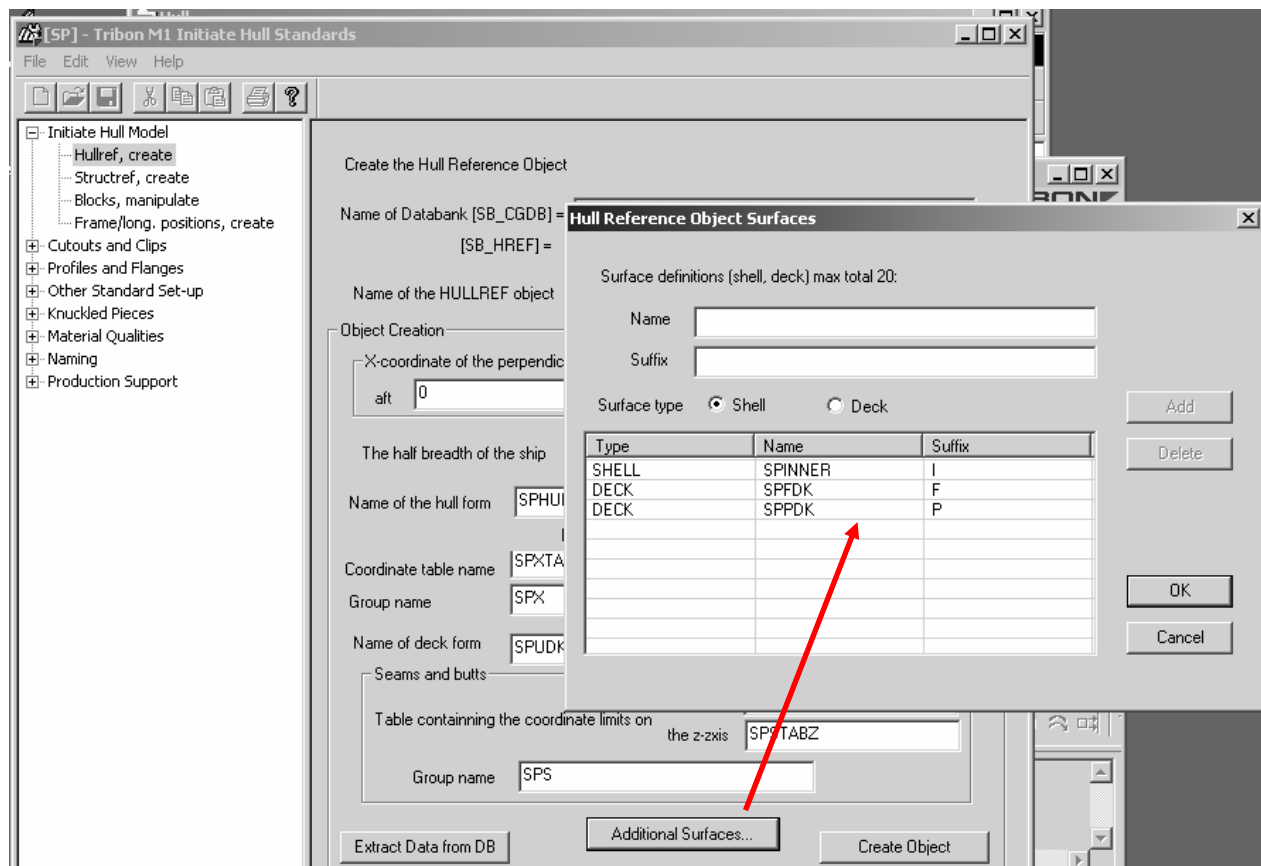 Hull
[SP] - Tribon M1 Initiate Hull Standards
File Edit View Help
Initiate Hull Model
Hullref, create
Structref, create
Blocks, manipulate
Frame/long. positions, create
Cutouts and Clips
Profiles and Flanges
Other Standard Set-up
Knuckled Pieces
Material Qualities
Naming
Production Support
Create the Hull Reference Object
Name of Databank [SB_CGDB] =
[SB_HREF] =
Name of the HULLREF object
Object Creation
X-coordinate of the
aft 0
The half breadth of the ship
Name of the hull form
Coordinate table name
Group name SPX
Name of deck form
Seams and butts
Table containning the coordinate limits on
the z-zxis SPSTABZ
Group name SPS
Extract Data from DB Additional Surfaces... Create Object
Hull Reference Object Surfaces
Surface definitions (shell, deck) max total 20:
Name
Suffix
Surface type Shell Deck
Add
Delete
Type Name Suffix
SHELL SPINNER I
DECK SPFDK F
DECK SPPDK P
OK
Cancel